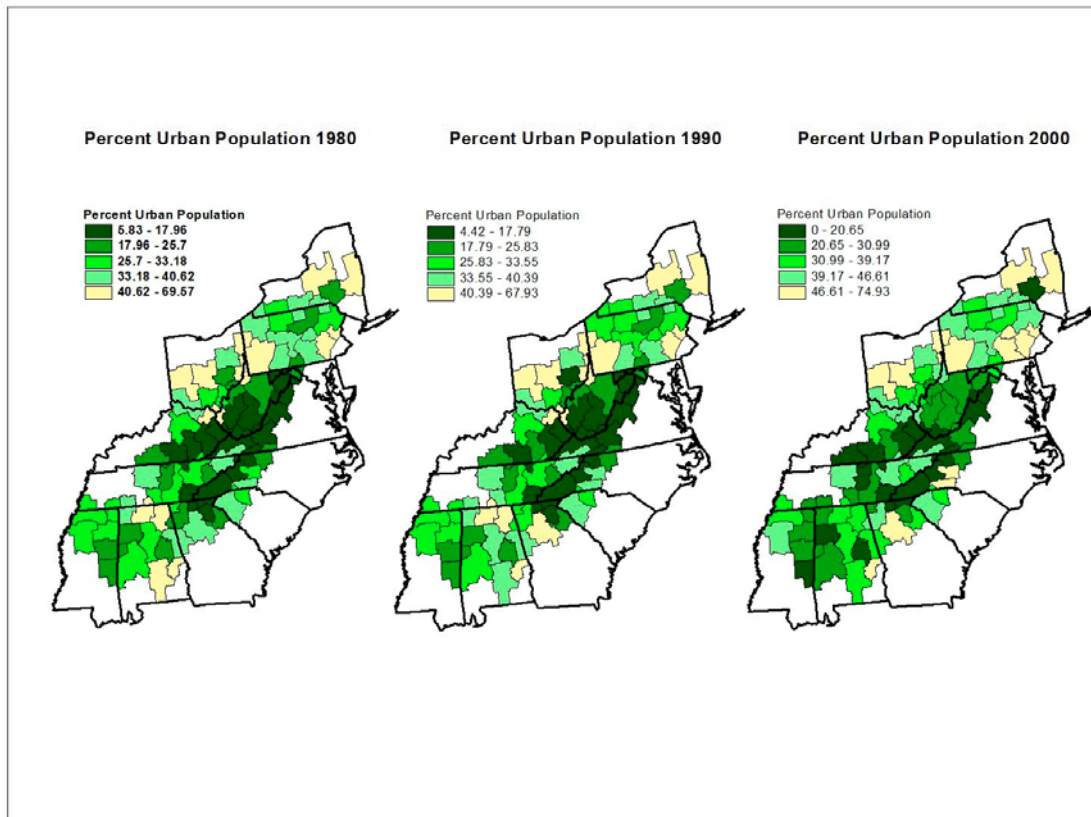 Percent Urban Population 1980
Percent Urban Population
5.83 - 17.96
17.96 - 25.7
25.7 - 33.18
33.18 - 40.62
40.62 - 69.57
Percent Urban Population 1990
Percent Urban Population
4.42 - 17.79
17.79 - 25.83
25.83 - 33.55
33.55 - 40.39
40.39 - 67.93
Percent Urban Population 2000
Percent Urban Population
0 - 20.65
20.65 - 30.99
30.99 - 39.17
39.17 - 46.61
46.61 - 74.93